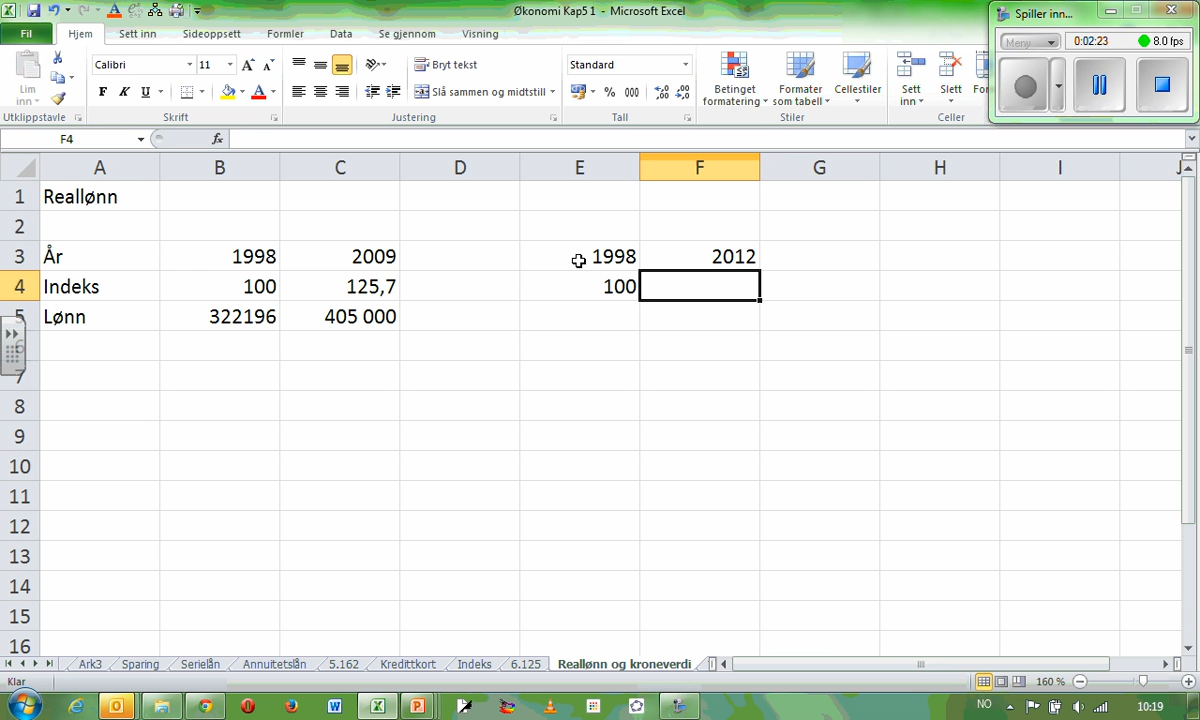 Økonomi Kap5 1 - Microsoft Excel
Spiller inn...
Fil Hjem Sett inn Sideoppsett Formler Data Se gjennom Visning
Meny 0:02:23 8.0 fps
Lim inn
Calibri 11
Bryt tekst
Standard
Betinget formatering
Formater som tabell
Cellestiler
Sett inn
Slett
F K U
Slå sammen og midtstill
% 000
Utklippstavle Skrift Justering Tall Stiler Celler
F4 fx
A B C D E F G H I J
1 Reallønn
2
3 År 1998 2009 1998 2012
4 Indeks 100 125,7 100
5 Lønn 322196 405 000
6
7
8
9
10
11
12
13
14
15
16
Ark3 Sparing Serielån Annuitetslån 5.162 Kredittkort Indeks 6.125 Reallønn og kroneverdi
Klar 160 %
NO 10:19